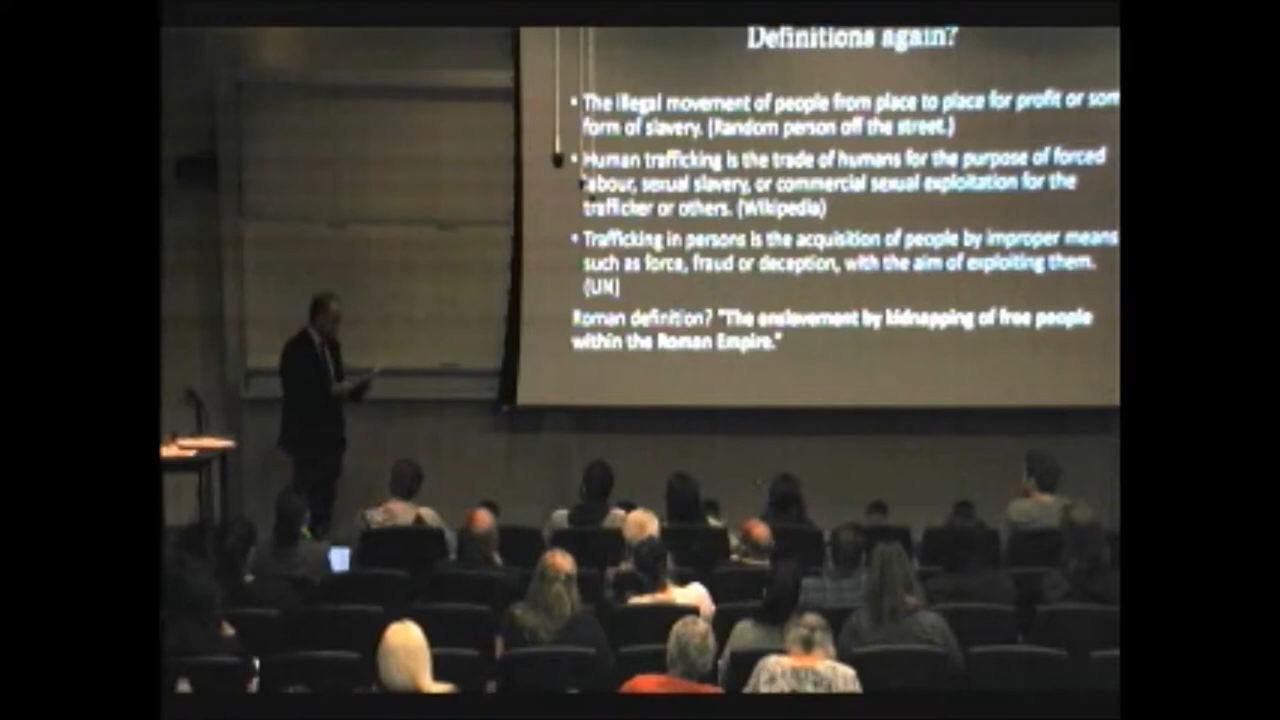 Definitions again?
• The illegal movement of people from place to place for profit or som
form of slavery. (Random person off the street.)
• Human trafficking is the trade of humans for the purpose of forced
labour, sexual slavery, or commercial sexual exploitation for the
trafficker or others. (Wikipedia)
• Trafficking in persons is the acquisition of people by improper means
such as force, fraud or deception, with the aim of exploiting them.
(UN)
Roman definition? "The enslavement by kidnapping of free people
within the Roman Empire."